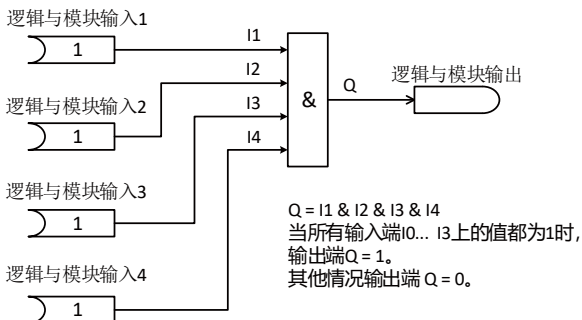 逻辑与模块输入1
1
I1
逻辑与模块输入2
1
I2
逻辑与模块输入3
1
I3
逻辑与模块输入4
1
I4
&
Q
逻辑与模块输出
Q = I1 & I2 & I3 & I4
当所有输入端I0... I3上的值都为1时,
输出端Q = 1。
其他情况输出端 Q = 0。